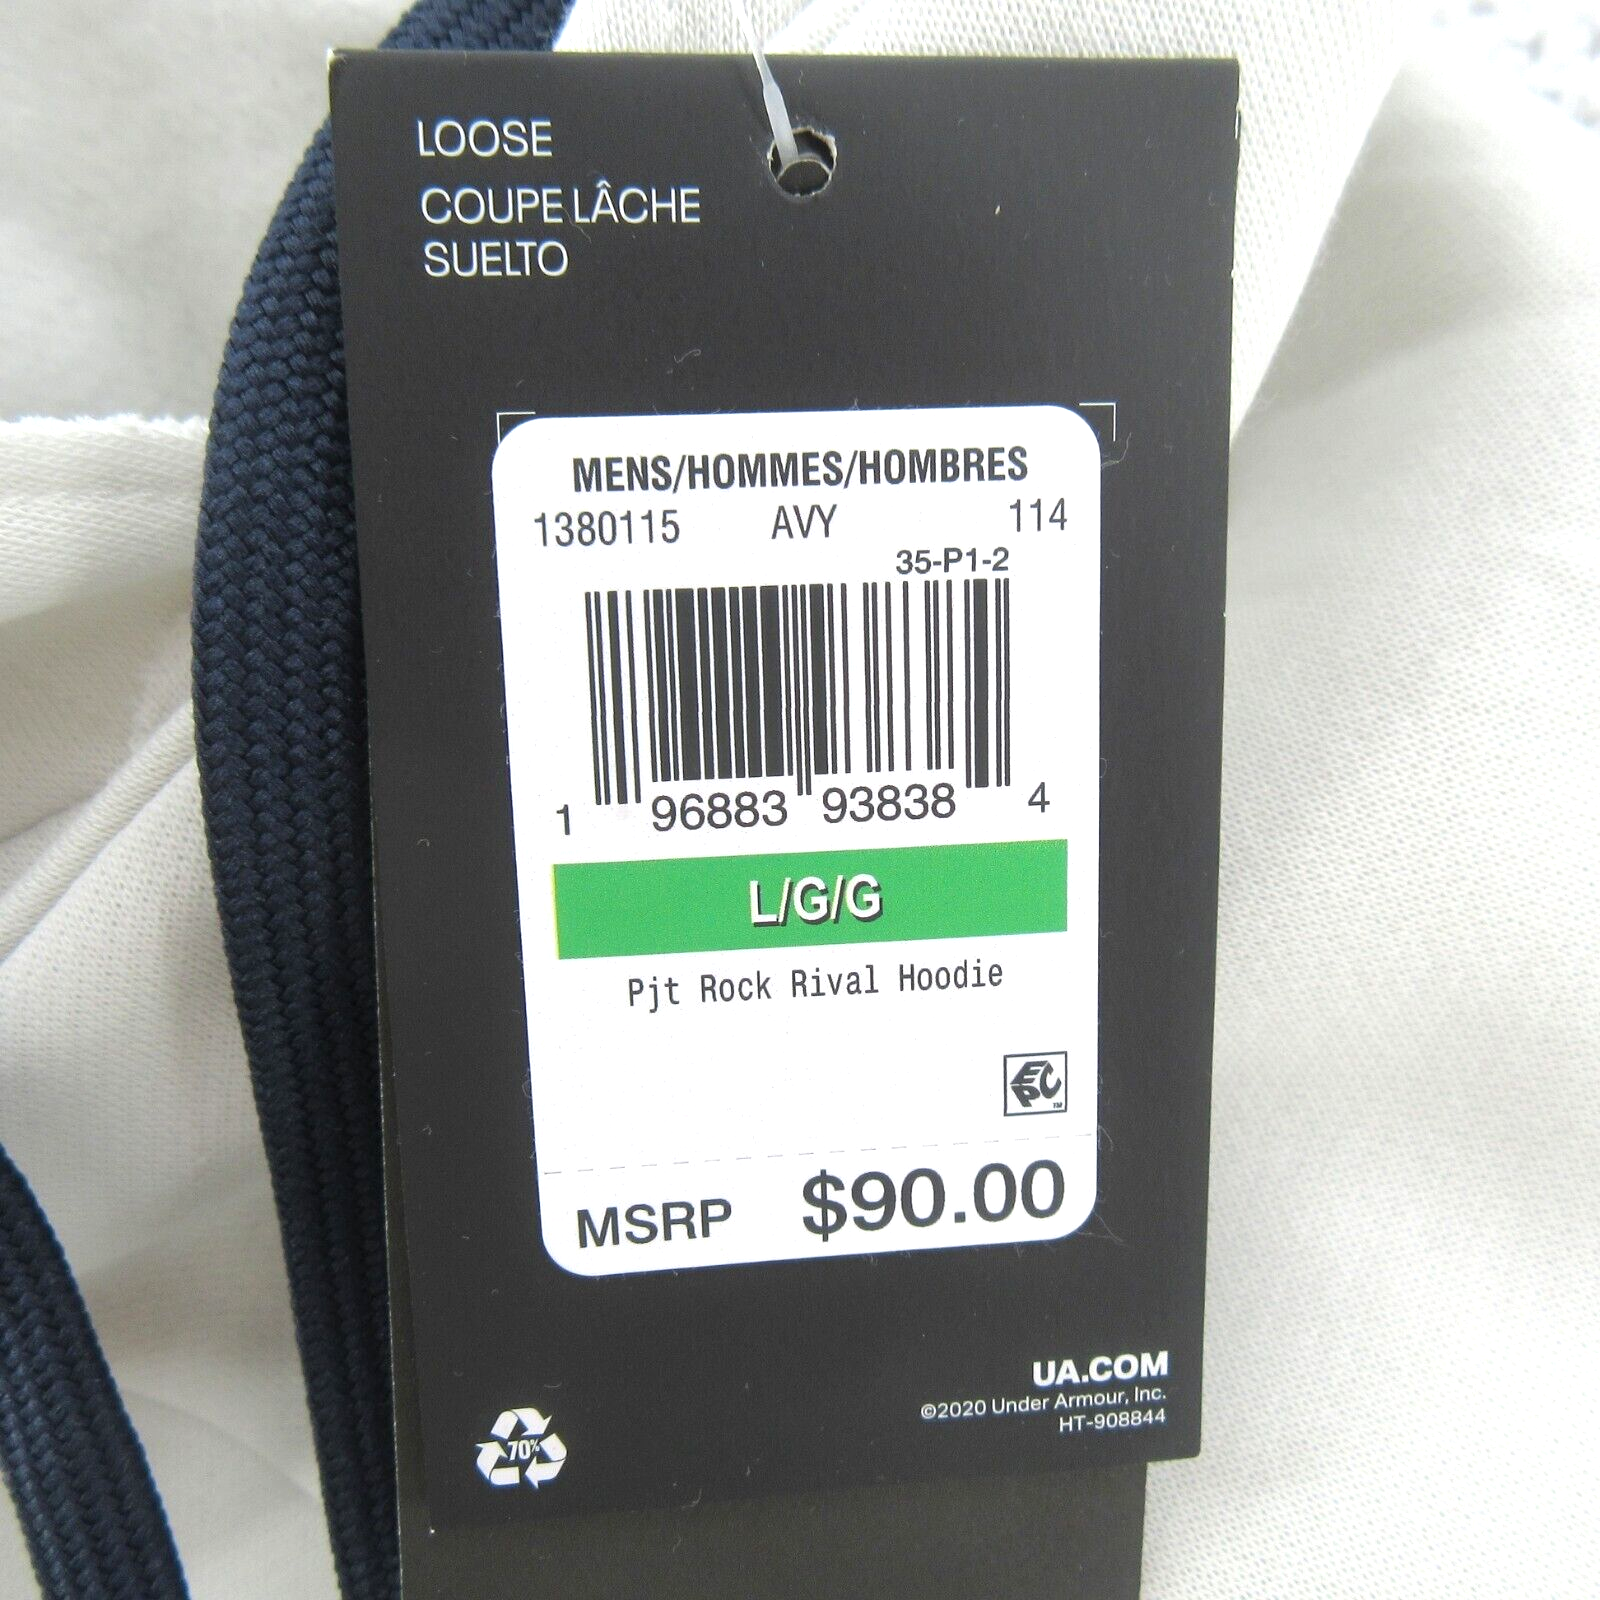 LOOSE
COUPE LÂCHE
SUELTO
MENS/HOMMES/HOMBRES
1380115 AVY 114
35-P1-2
1 96883 93838 4
L/G/G
Pjt Rock Rival Hoodie
EPC™
MSRP $90.00
UA.COM
©2020 Under Armour, Inc.
HT-908844
70%